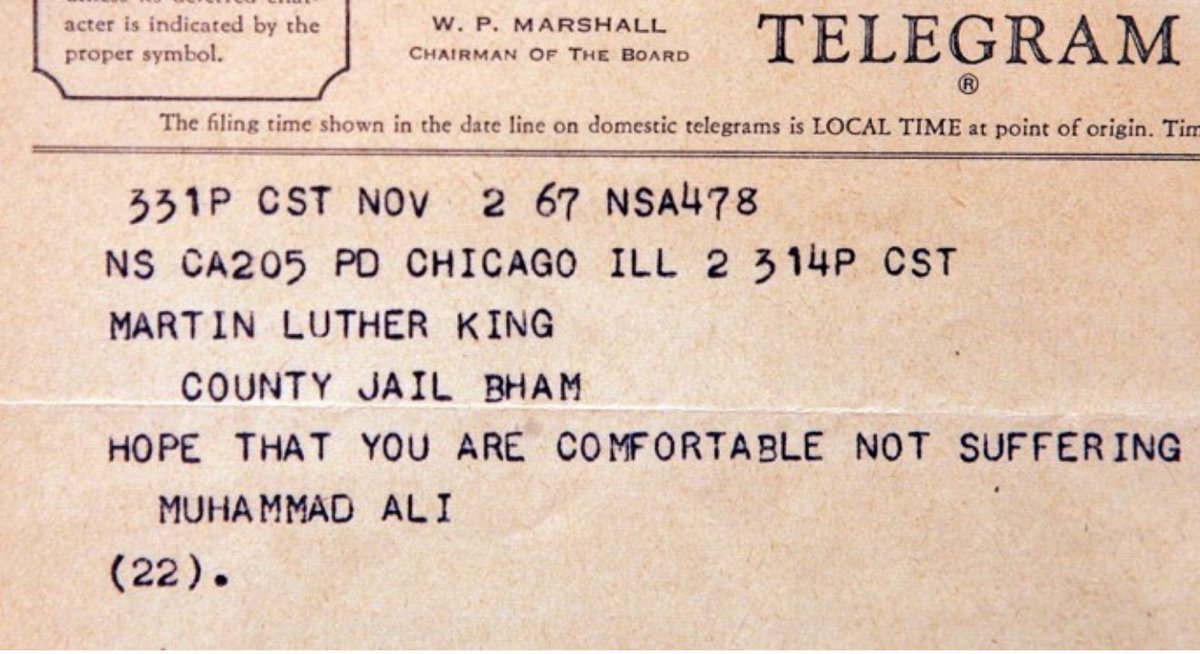 acter is indicated by the
proper symbol.
W. P. MARSHALL
CHAIRMAN OF THE BOARD
TELEGRAM
®
The filing time shown in the date line on domestic telegrams is LOCAL TIME at point of origin.
331P CST NOV 2 67 NSA478
NS CA205 PD CHICAGO ILL 2 314P CST
MARTIN LUTHER KING
COUNTY JAIL BHAM
HOPE THAT YOU ARE COMFORTABLE NOT SUFFERING
MUHAMMAD ALI
(22).